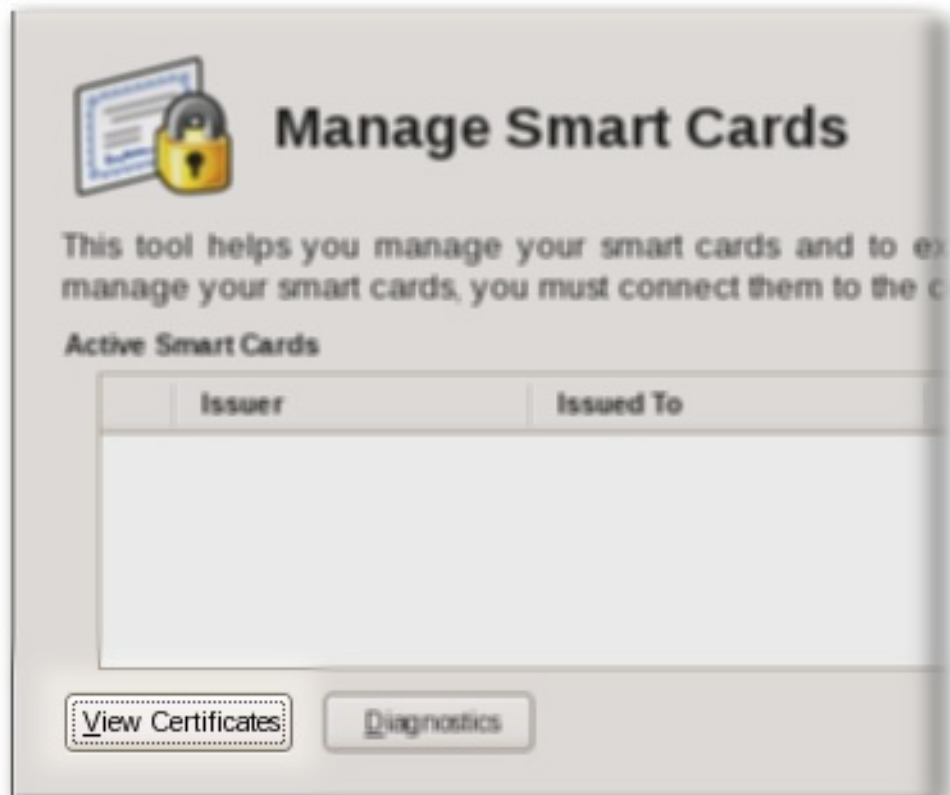 Manage Smart Cards
This tool helps you manage your smart cards and to
manage your smart cards, you must connect them to the
Active Smart Cards
Issuer Issued To
View Certificates Diagnostics